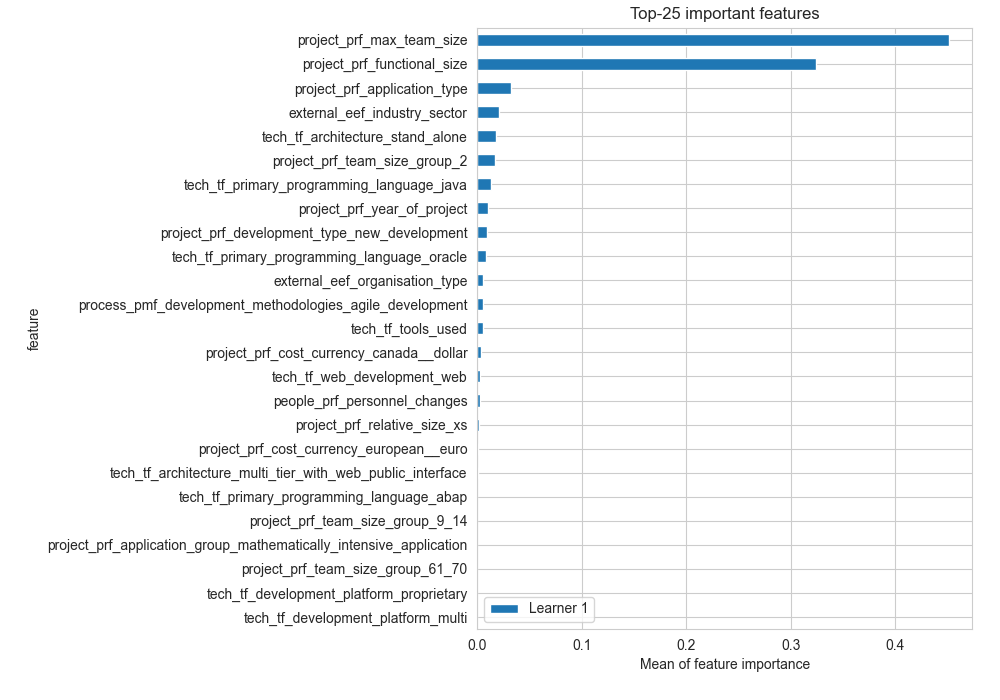 Top-25 important features
project_prf_max_team_size
project_prf_functional_size
project_prf_application_type
external_eef_industry_sector
tech_tf_architecture_stand_alone
project_prf_team_size_group_2
tech_tf_primary_programming_language_java
project_prf_year_of_project
project_prf_development_type_new_development
tech_tf_primary_programming_language_oracle
external_eef_organisation_type
process_pmf_development_methodologies_agile_development
tech_tf_tools_used
project_prf_cost_currency_canada__dollar
tech_tf_web_development_web
people_prf_personnel_changes
project_prf_relative_size_xs
project_prf_cost_currency_european__euro
tech_tf_architecture_multi_tier_with_web_public_interface
tech_tf_primary_programming_language_abap
project_prf_team_size_group_9_14
project_prf_application_group_mathematically_intensive_application
project_prf_team_size_group_61_70
tech_tf_development_platform_proprietary
tech_tf_development_platform_multi
feature
Learner 1
0.0 0.1 0.2 0.3 0.4
Mean of feature importance